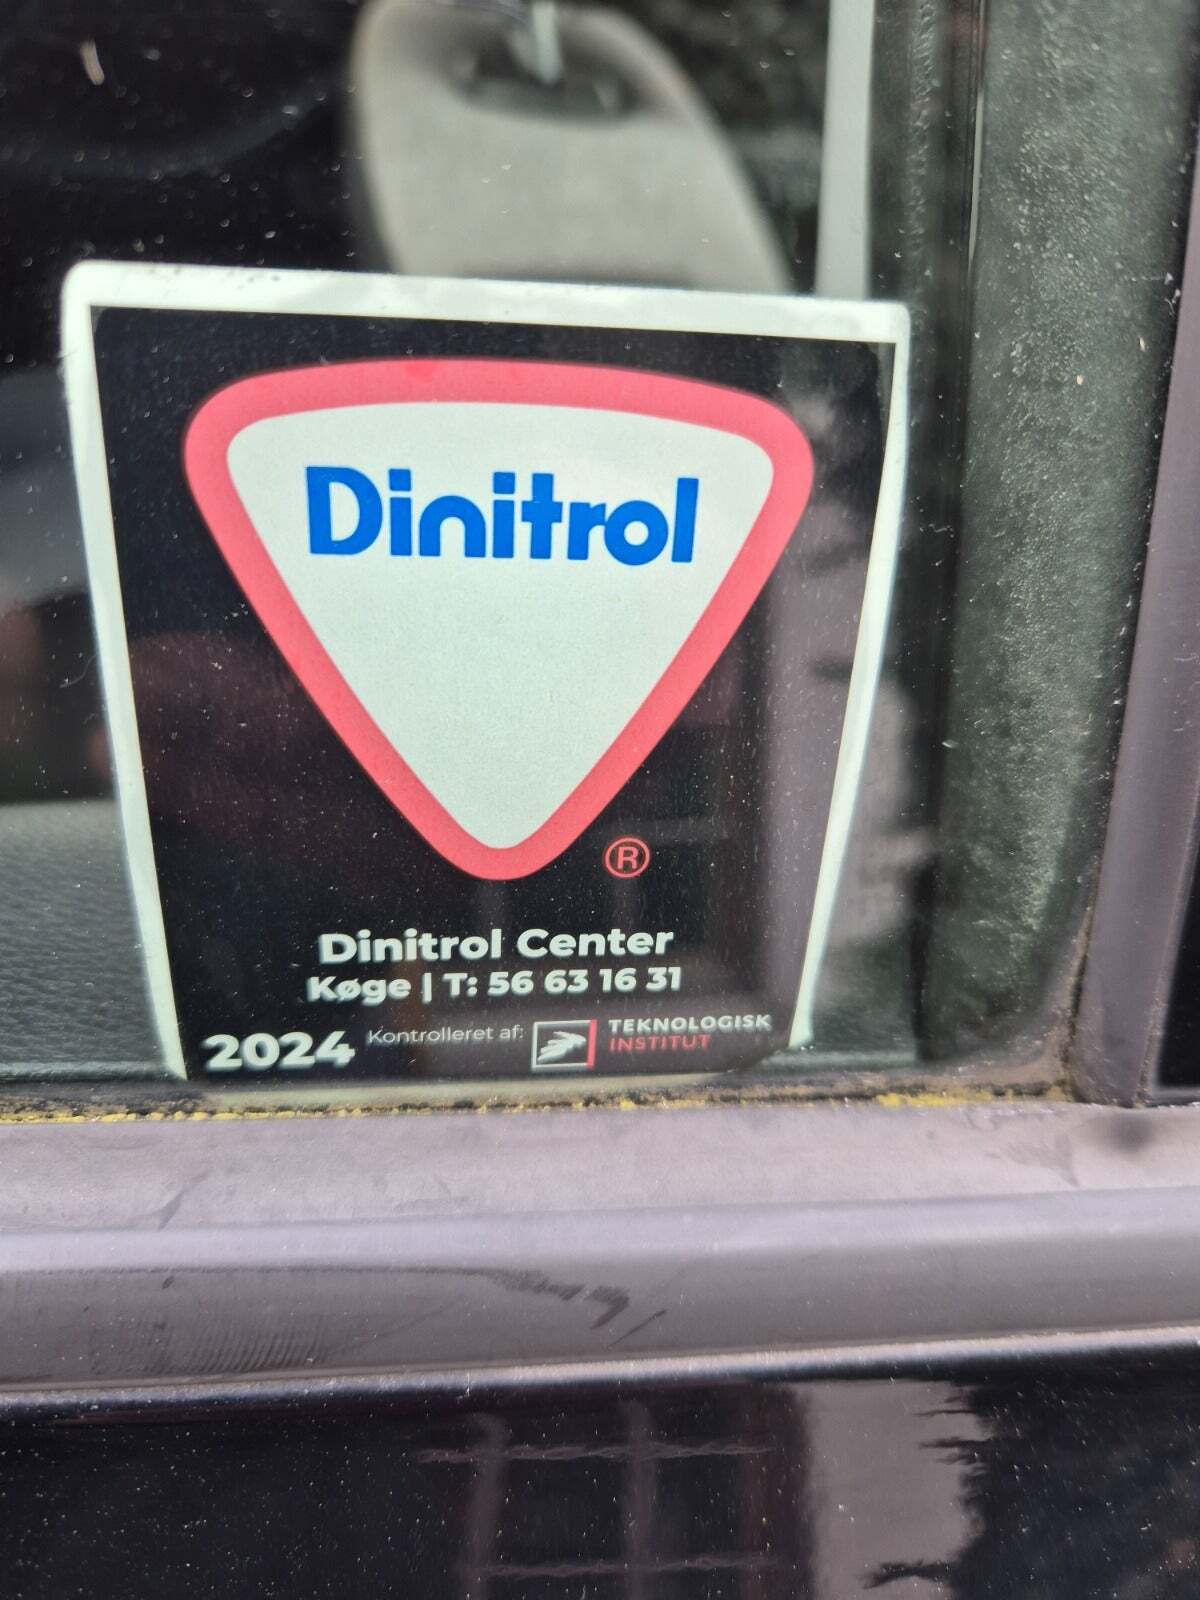 Dinitrol
®
Dinitrol Center
Køge | T: 56 63 16 31
2024 Kontrolleret af: TEKNOLOGISK
INSTITUT